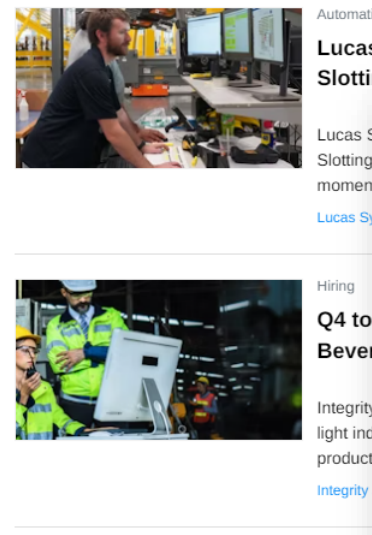 Automati
Lucas
Slotti
Lucas S
Slotting
momen
Lucas Sy
Hiring
Q4 to
Bever
Integrity
light ind
product
Integrity